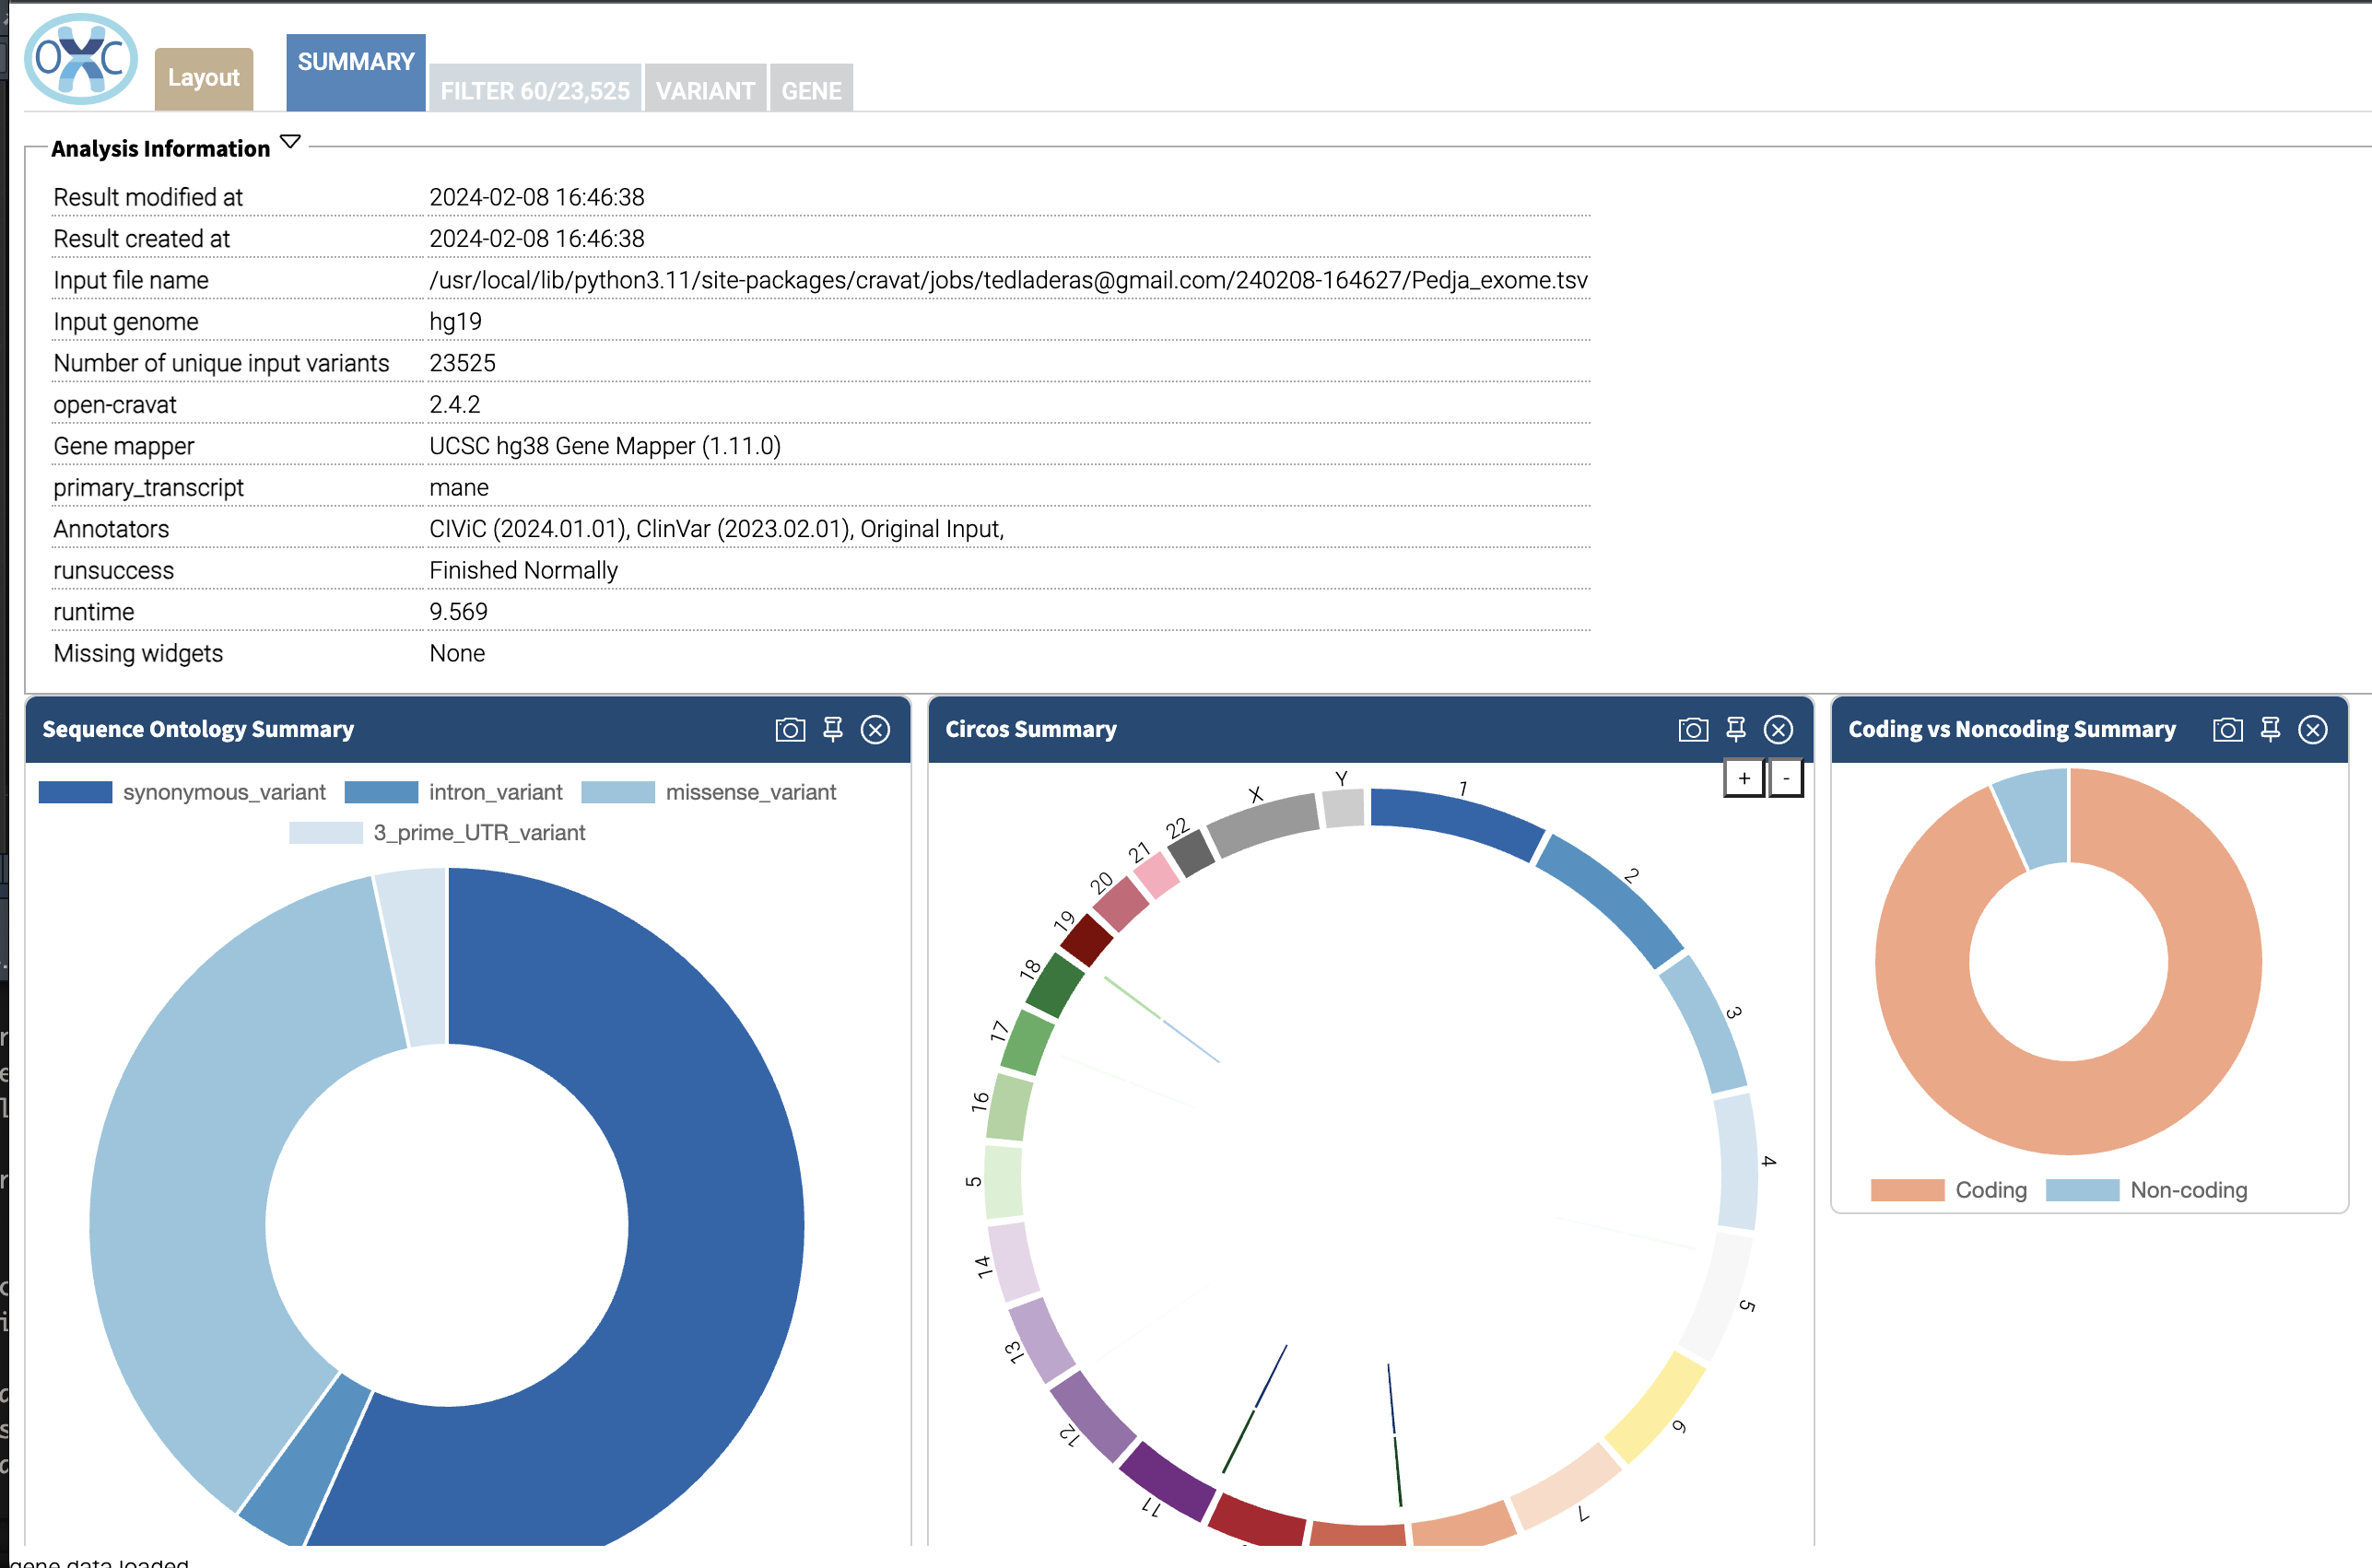 OXC
Layout
SUMMARY
FILTER 60/23,525
VARIANT
GENE
Analysis Information
Result modified at 2024-02-08 16:46:38
Result created at 2024-02-08 16:46:38
Input file name /usr/local/lib/python3.11/site-packages/cravat/jobs/tedladeras@gmail.com/240208-164627/Pedja_exome.tsv
Input genome hg19
Number of unique input variants 23525
open-cravat 2.4.2
Gene mapper UCSC hg38 Gene Mapper (1.11.0)
primary_transcript mane
Annotators CIViC (2024.01.01), ClinVar (2023.02.01), Original Input,
runsuccess Finished Normally
runtime 9.569
Missing widgets None
Sequence Ontology Summary
synonymous_variant intron_variant missense_variant
3_prime_UTR_variant
Circos Summary
+ -
1
2
3
4
5
6
7
11
12
13
14
5
16
17
18
19
20
21
22
X
Y
Coding vs Noncoding Summary
Coding Non-coding
gene data loaded